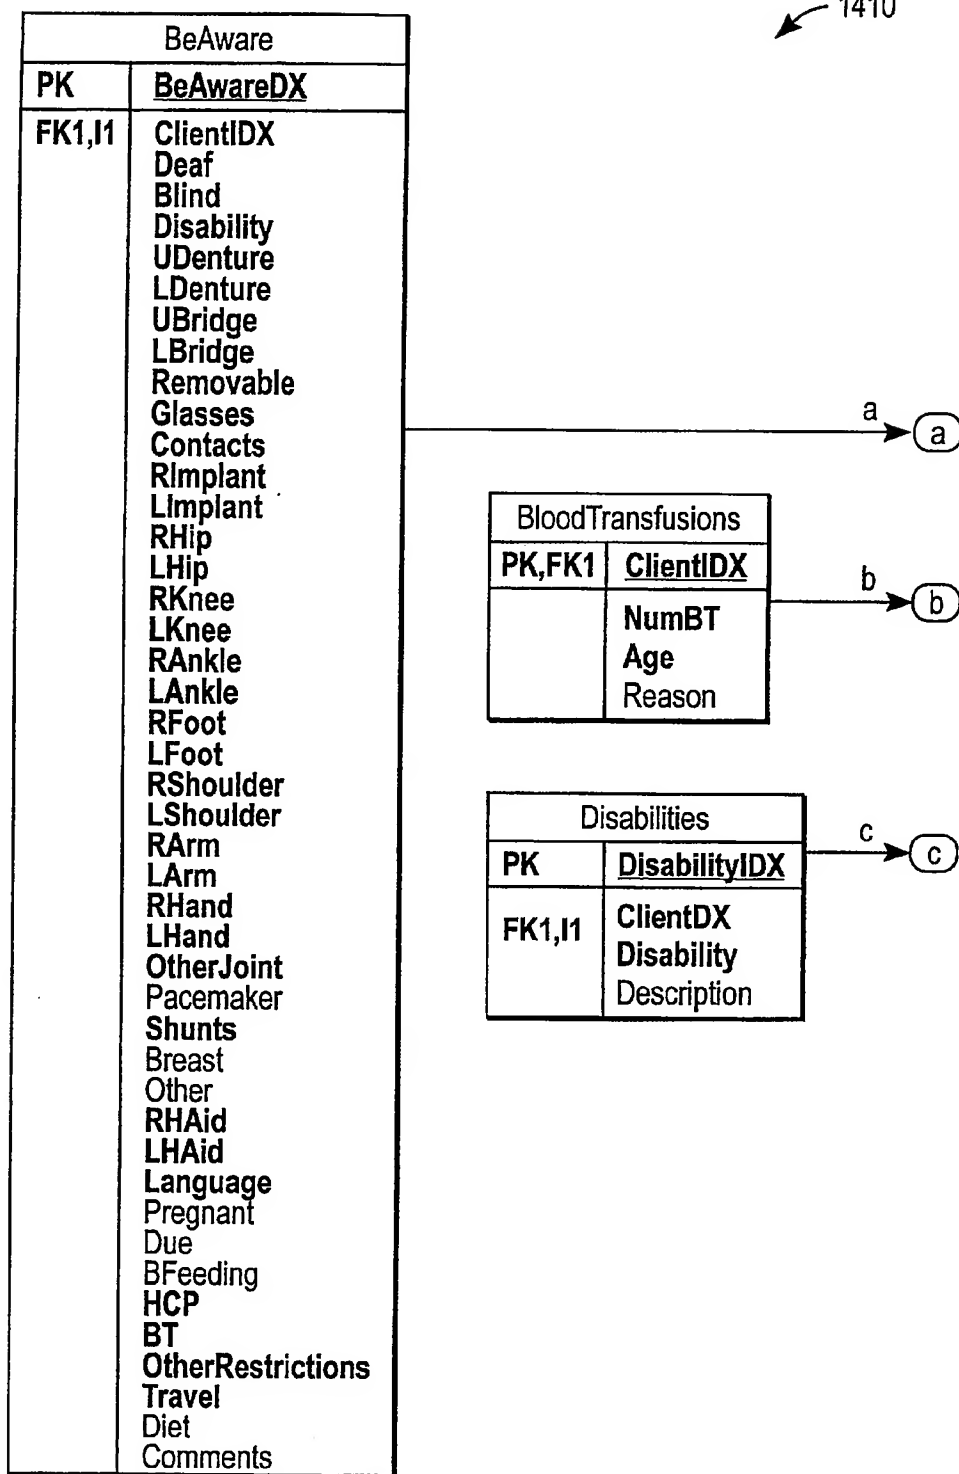 1410
BeAware
PK BeAwareDX
FK1,I1 ClientIDX
Deaf
Blind
Disability
UDenture
LDenture
UBridge
LBridge
Removable
Glasses
Contacts
RImplant
LImplant
RHip
LHip
RKnee
LKnee
RAnkle
LAnkle
RFoot
LFoot
RShoulder
LShoulder
RArm
LArm
RHand
LHand
OtherJoint
Pacemaker
Shunts
Breast
Other
RHAid
LHAid
Language
Pregnant
Due
BFeeding
HCP
BT
OtherRestrictions
Travel
Diet
Comments
a a
BloodTransfusions
PK,FK1 ClientIDX
NumBT
Age
Reason
b b
Disabilities
PK DisabilityIDX
FK1,I1 ClientDX
Disability
Description
c c